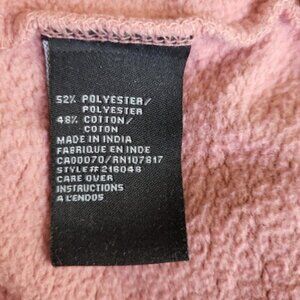 52% POLYESTER/
POLYESTER
48% COTTON/
COTON
MADE IN INDIA
FABRIQUE EN INDE
CA00070/RN107817
STYLE# 216048
CARE OVER
INSTRUCTIONS
A L'ENDOS